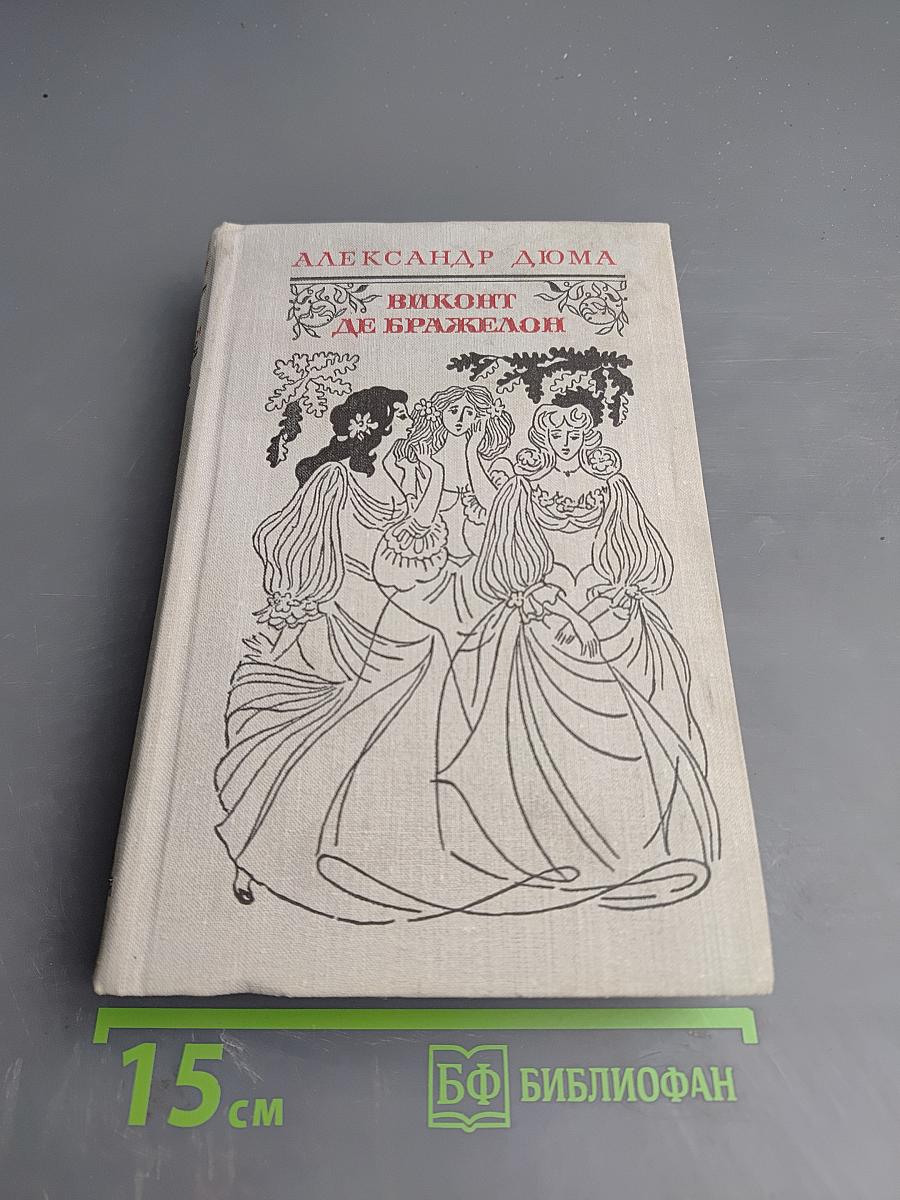 АЛЕКСАНДР ДЮМА
ВИКОНТ
ДЕ БРАЖЕЛОН
15 см
БФ БИБЛИОФАН